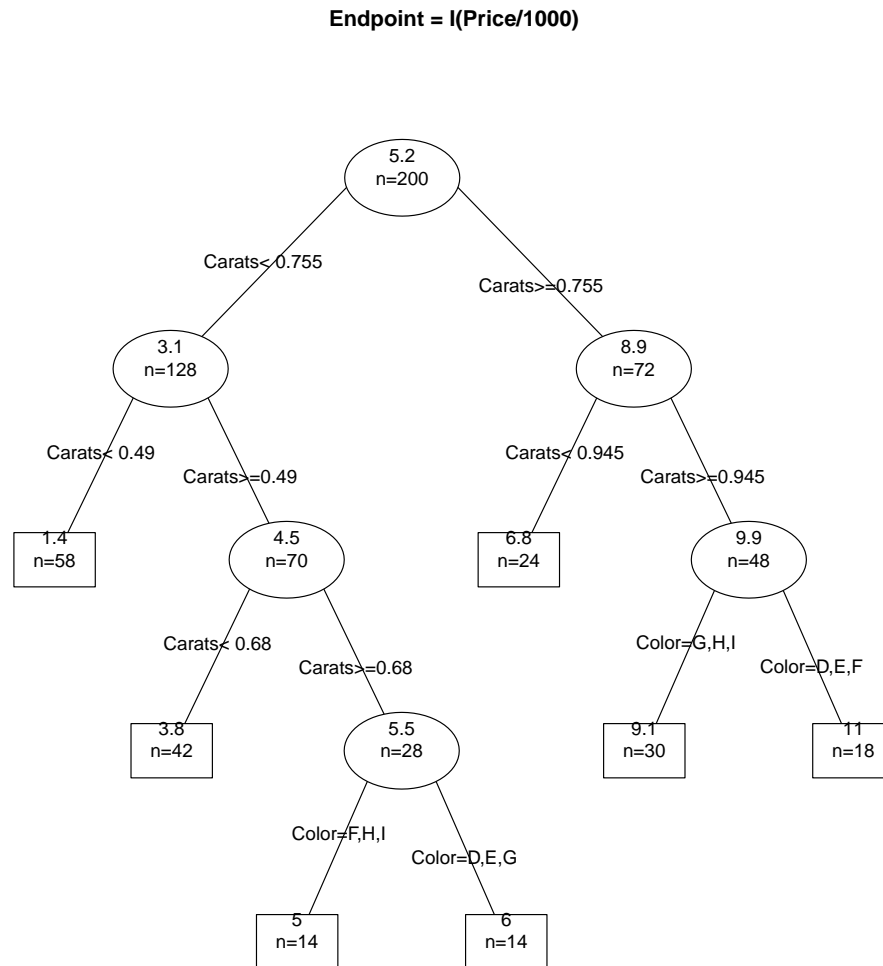 Endpoint = I(Price/1000)
5.2
n=200
Carats< 0.755
Carats>=0.755
3.1
n=128
8.9
n=72
Carats< 0.49
Carats>=0.49
Carats< 0.945
Carats>=0.945
1.4
n=58
4.5
n=70
6.8
n=24
9.9
n=48
Carats< 0.68
Carats>=0.68
Color=G,H,I
Color=D,E,F
3.8
n=42
5.5
n=28
9.1
n=30
11
n=18
Color=F,H,I
Color=D,E,G
5
n=14
6
n=14